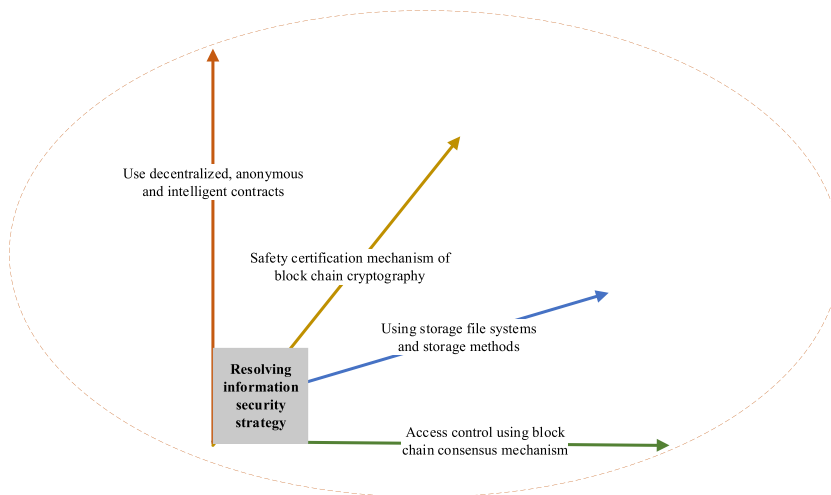 Use decentralized, anonymous
and intelligent contracts
Safety certification mechanism of
block chain cryptography
Using storage file systems
and storage methods
Resolving
information
security
strategy
Access control using block
chain consensus mechanism